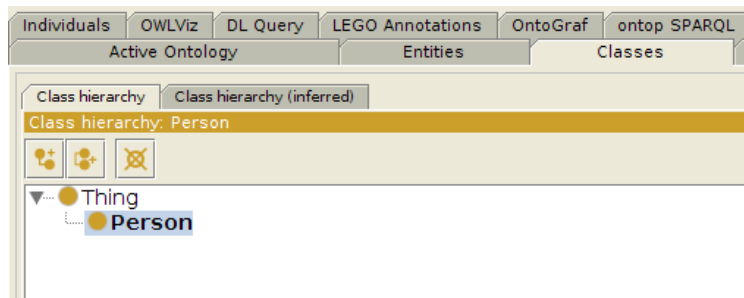 Individuals OWLViz DL Query LEGO Annotations OntoGraf ontop SPARQL
Active Ontology Entities Classes
Class hierarchy Class hierarchy (inferred)
Class hierarchy: Person
Thing
Person